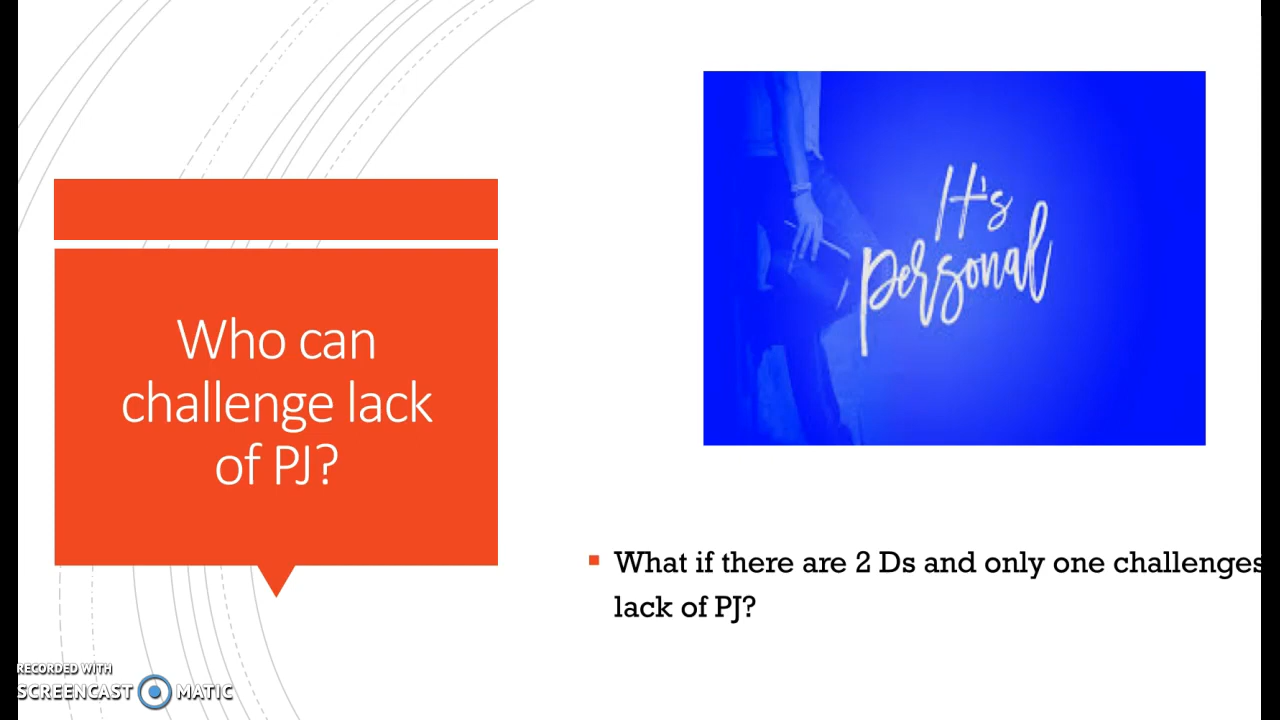 It's
personal
Who can
challenge lack
of PJ?
What if there are 2 Ds and only one challenges
lack of PJ?
RECORDED WITH
SCREENCAST MATIC